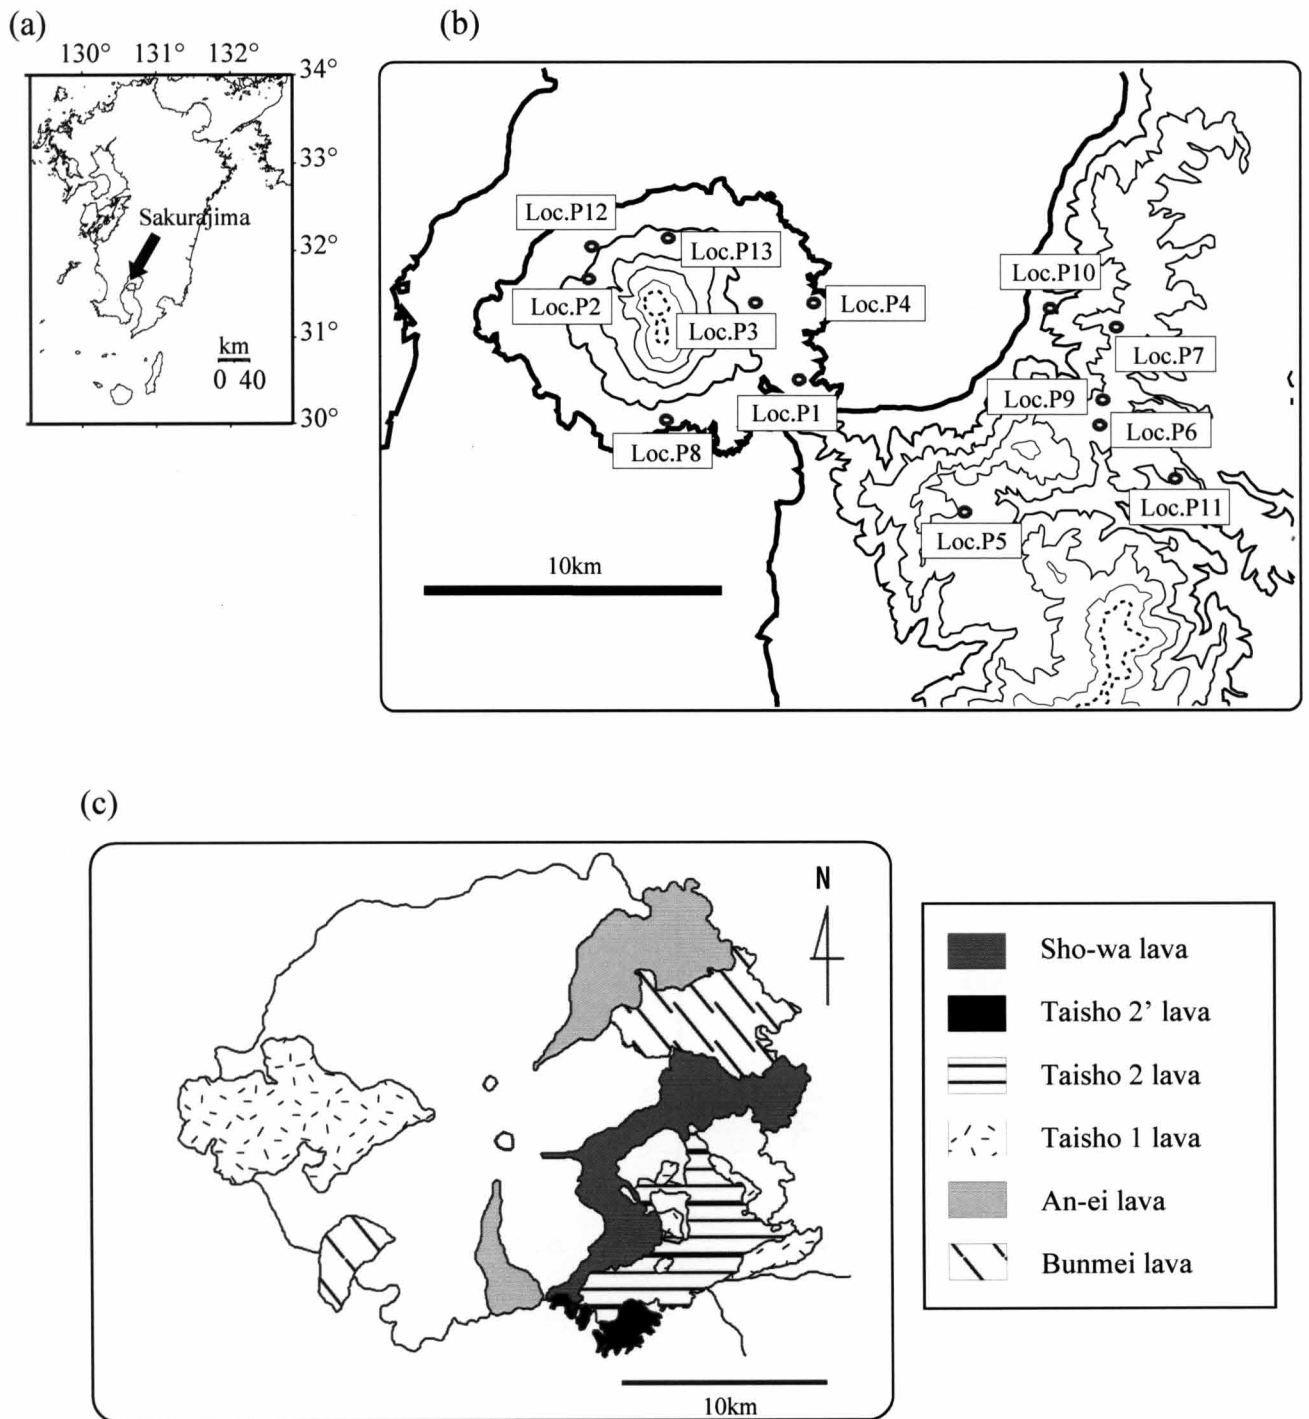 (a)
(b)
130° 131° 132°
34°
33°
32°
31°
30°
Sakurajima
km
0 40
Loc.P12
Loc.P13
Loc.P10
Loc.P2
Loc.P3
Loc.P4
Loc.P7
Loc.P9
Loc.P1
Loc.P6
Loc.P8
Loc.P11
Loc.P5
10km
(c)
N
10km
Sho-wa lava
Taisho 2' lava
Taisho 2 lava
Taisho 1 lava
An-ei lava
Bunmei lava